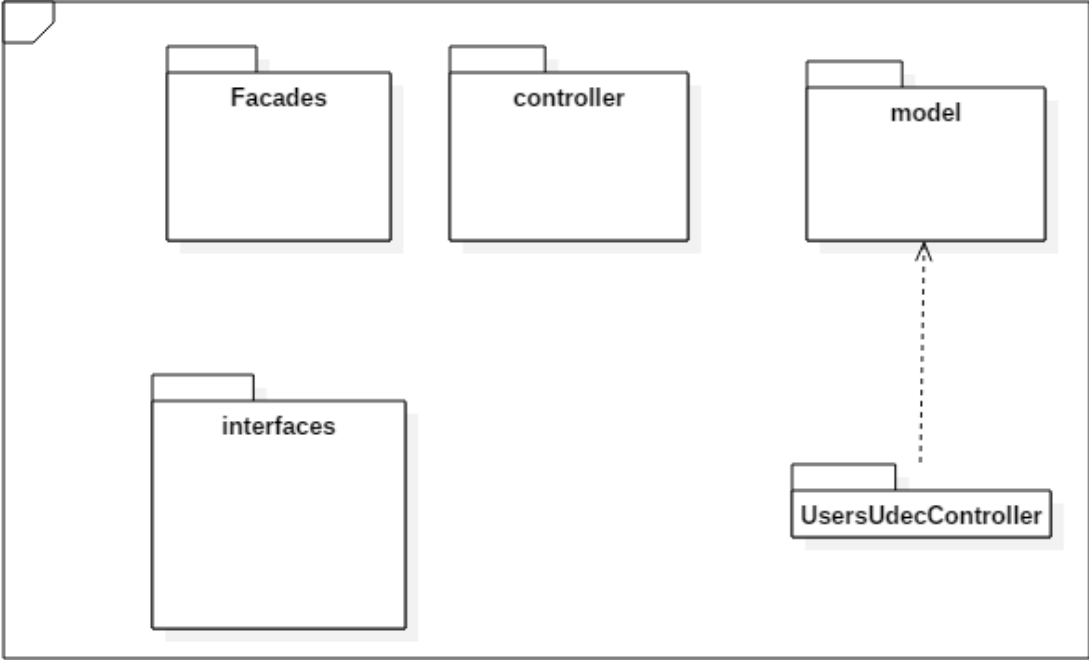 Facades
controller
model
interfaces
UsersUdecController